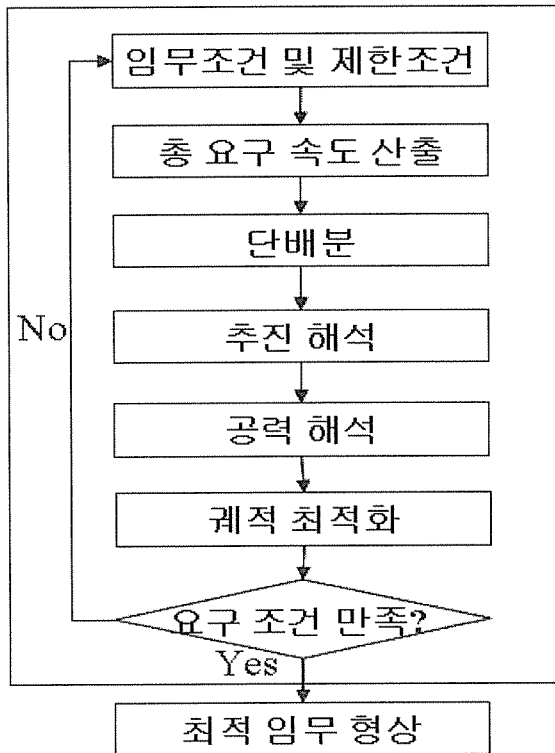 임무조건 및 제한조건
총 요구 속도 산출
단배분
추진 해석
No
공력 해석
궤적 최적화
요구 조건 만족?
Yes
최적 임무 형상